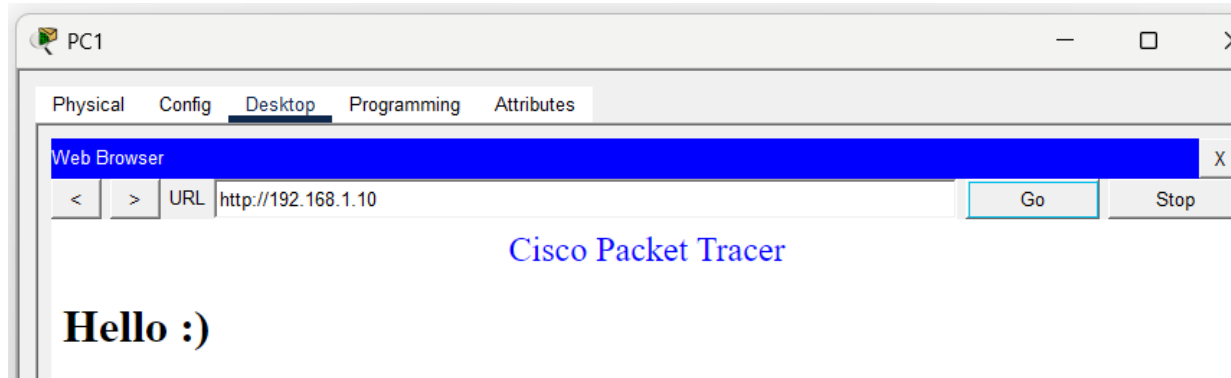 PC1
Physical Config Desktop Programming Attributes
Web Browser X
< > URL http://192.168.1.10 Go Stop
Cisco Packet Tracer
Hello :)